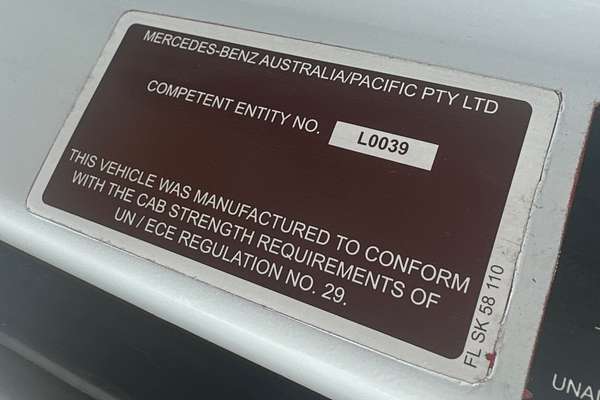 MERCEDES-BENZ AUSTRALIA/PACIFIC PTY LTD
COMPETENT ENTITY NO. L0039
THIS VEHICLE WAS MANUFACTURED TO CONFORM
WITH THE CAB STRENGTH REQUIREMENTS OF
UN / ECE REGULATION NO. 29.
FL SK 58 110